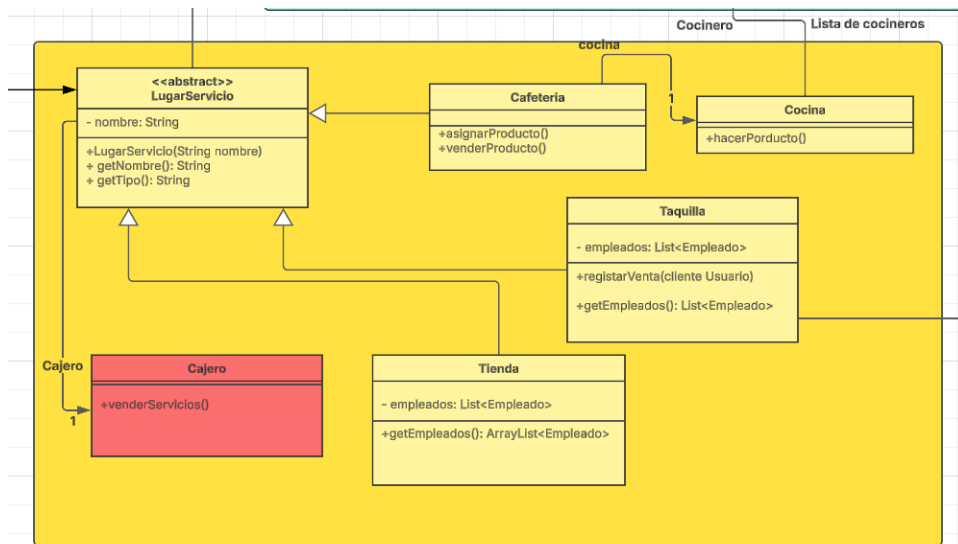 Cocinero
Lista de cocineros
cocina
<<abstract>>
LugarServicio
- nombre: String
+LugarServicio(String nombre)
+ getNombre(): String
+ getTipo(): String
Cafeteria
+asignarProducto()
+venderProducto()
1
Cocina
+hacerPorducto()
Taquilla
- empleados: List<Empleado>
+registarVenta(cliente Usuario)
+getEmpleados(): List<Empleado>
Cajero
1
Cajero
+venderServicios()
Tienda
- empleados: List<Empleado>
+getEmpleados(): ArrayList<Empleado>